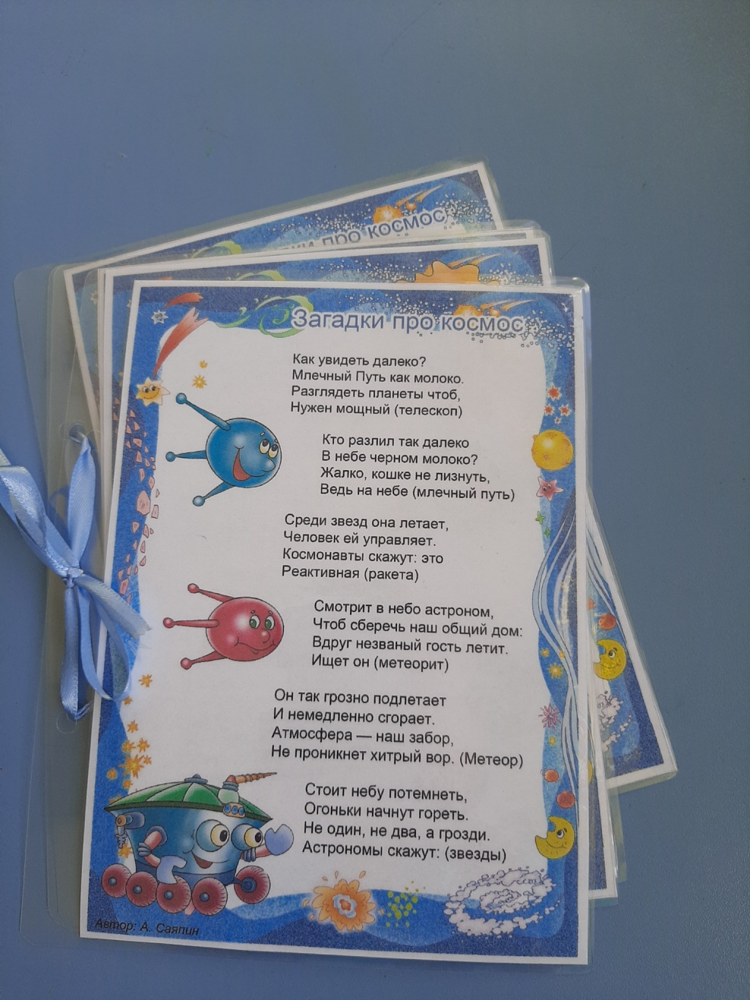 про космос
Загадки про космос
Как увидеть далеко?
Млечный Путь как молоко.
Разглядеть планеты чтоб,
Нужен мощный (телескоп)
Кто разлил так далеко
В небе черном молоко?
Жалко, кошке не лизнуть,
Ведь на небе (млечный путь)
Среди звезд она летает,
Человек ей управляет.
Космонавты скажут: это
Реактивная (ракета)
Смотрит в небо астроном,
Чтоб сберечь наш общий дом:
Вдруг незваный гость летит.
Ищет он (метеорит)
Он так грозно подлетает
И немедленно сгорает.
Атмосфера — наш забор,
Не проникнет хитрый вор. (Метеор)
Стоит небу потемнеть,
Огоньки начнут гореть.
Не один, не два, а грозди.
Астрономы скажут: (звезды)
Автор: А. Саяпин